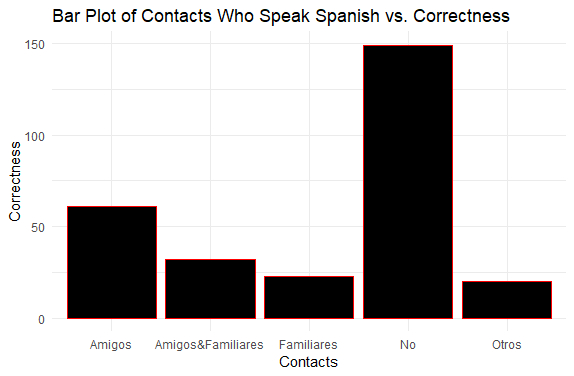 Bar Plot of Contacts Who Speak Spanish vs. Correctness
150
100
50
0
Correctness
Amigos Amigos&Familiares Familiares No Otros
Contacts